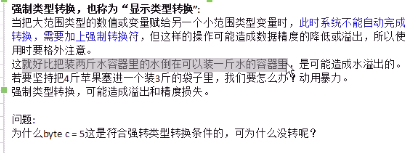 强制类型转换，也称为“显示类型转换”:
当把大范围类型的数值或变量赋给另一个小范围类型变量时，此时系统不能自动完成
转换，需要加上强制转换符，但这样的操作可能造成数据精度的降低或溢出，所以使
用时要格外注意。
这就好比把装两斤水容器里的水倒在可以装一斤水的容器里，是可能造成水溢出的。
若要坚持把4斤苹果塞进一个装3斤的袋子里，我们要怎么办？动用暴力。
强制类型转换，可能造成溢出和精度损失。
问题:
为什么byte c = 5这是符合强转类型转换条件的，可为什么没转呢？